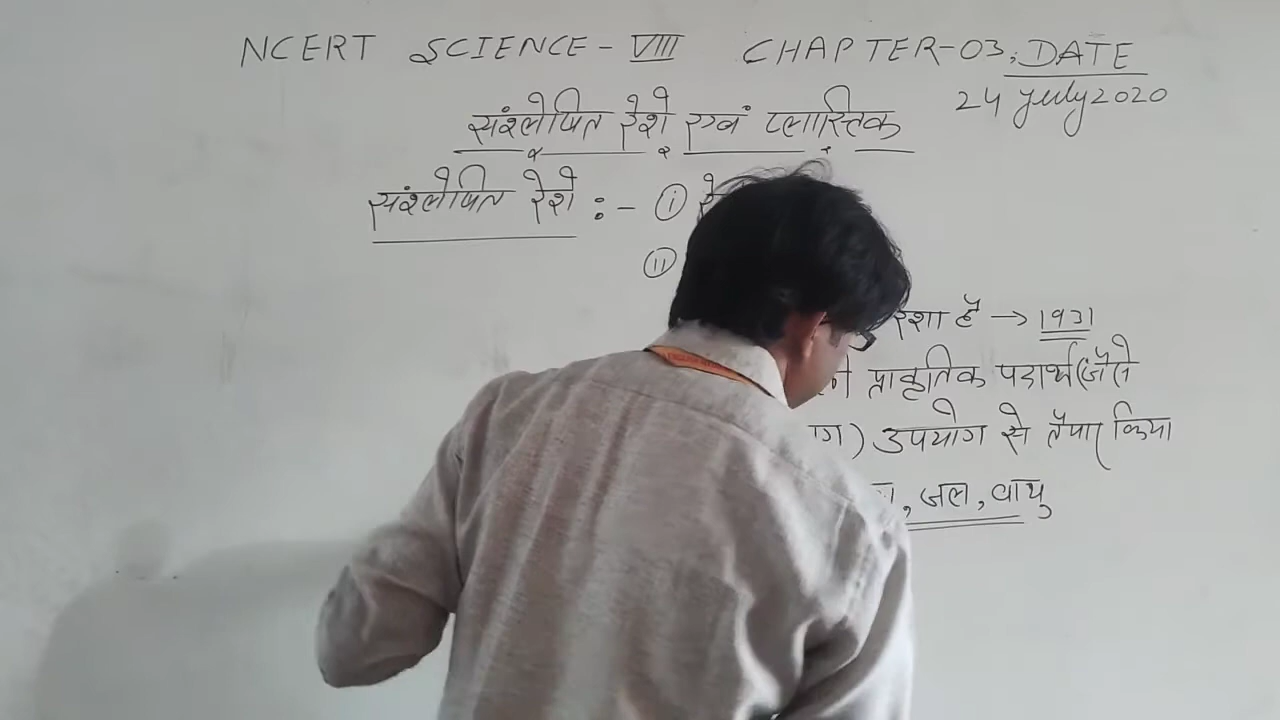 NCERT SCIENCE-VIII CHAPTER-03, DATE
24 July 2020
संश्लेषित रेशे एवं प्लास्टिक
संश्लेषित रेशे :- (i) रे
(ii)
रेशा है → 1931
प्राकृतिक पदार्थ (जैसे
) उपयोग से तैयार किया
, जल, वायु